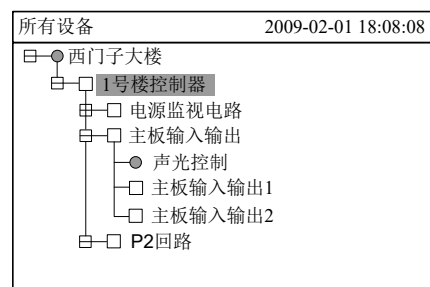 所有设备 2009-02-01 18:08:08
西门子大楼
1号楼控制器
电源监视电路
主板输入输出
声光控制
主板输入输出1
主板输入输出2
P2回路